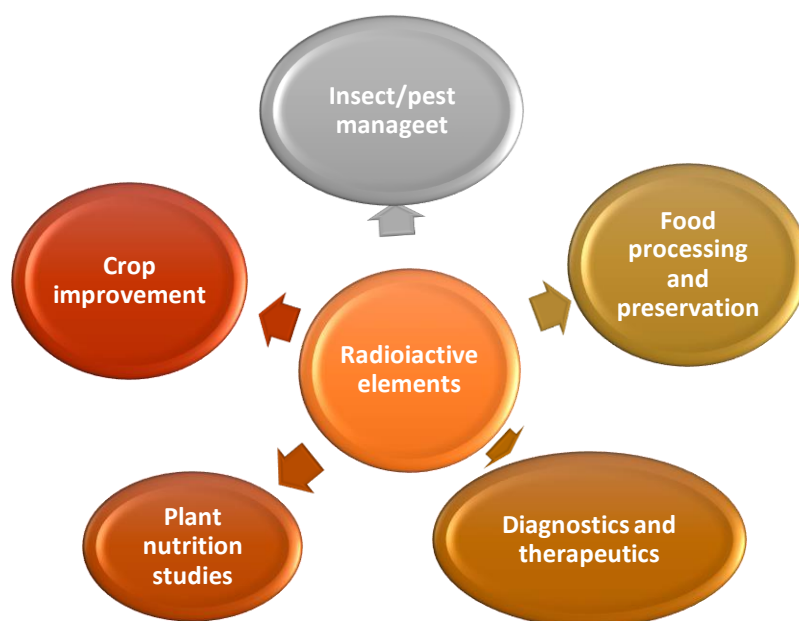 Insect/pest
manageet
Food
processing
and
preservation
Crop
improvement
Radioiactive
elements
Plant
nutrition
studies
Diagnostics and
therapeutics